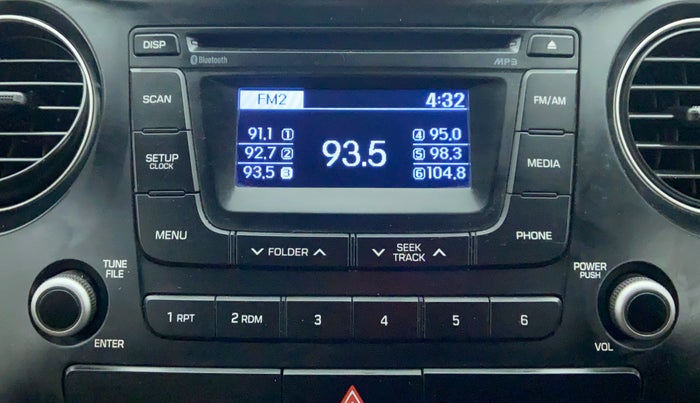 DISP
Bluetooth
MP3
SCAN
FM2 4:32
FM/AM
91.1 1 4 95.0
92.7 2 93.5 5 98.3
93.5 3 6 104.8
SETUP
CLOCK
MEDIA
MENU
FOLDER
SEEK
TRACK
PHONE
TUNE
FILE
POWER
PUSH
1 RPT 2 RDM 3 4 5 6
ENTER
VOL